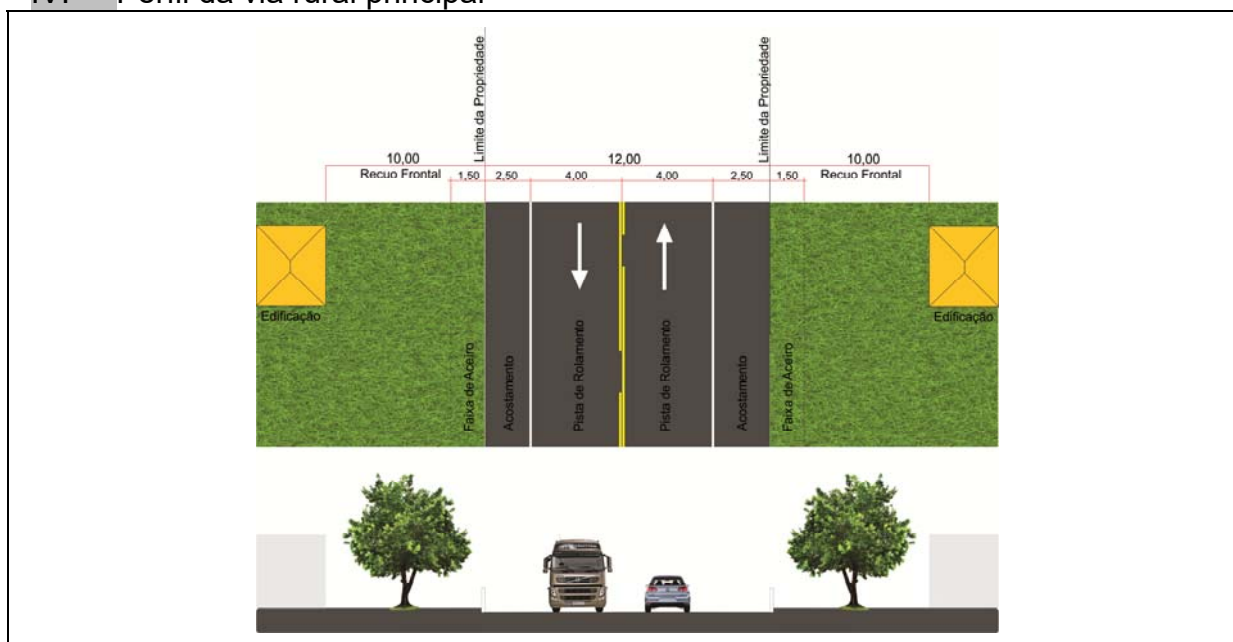 Perfil da via rural principal
Limite da Propriedade
Limite da Propriedade
10,00
12,00
10,00
Recuo Frontal
1,50
2,50
4,00
4,00
2,50
1,50
Recuo Frontal
Edificação
Faixa de Aceiro
Acostamento
Pista de Rolamento
Pista de Rolamento
Acostamento
Faixa de Aceiro
Edificação